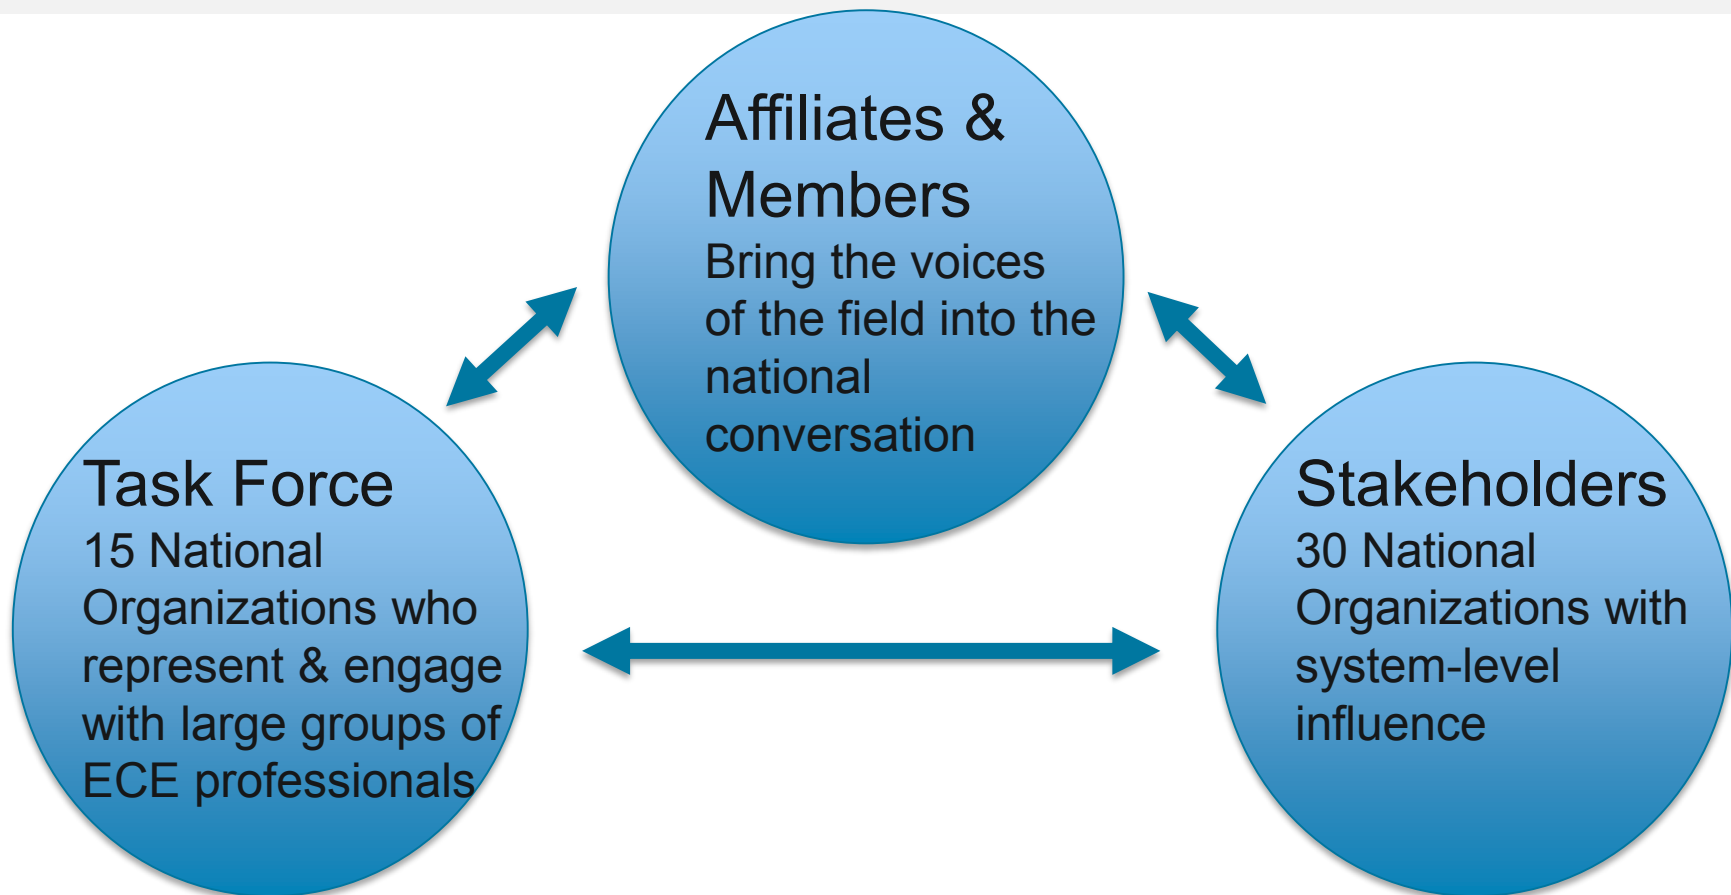 Affiliates &
Members
Bring the voices
of the field into the
national
conversation
Task Force
15 National
Organizations who
represent & engage
with large groups of
ECE professionals
Stakeholders
30 National
Organizations with
system-level
influence